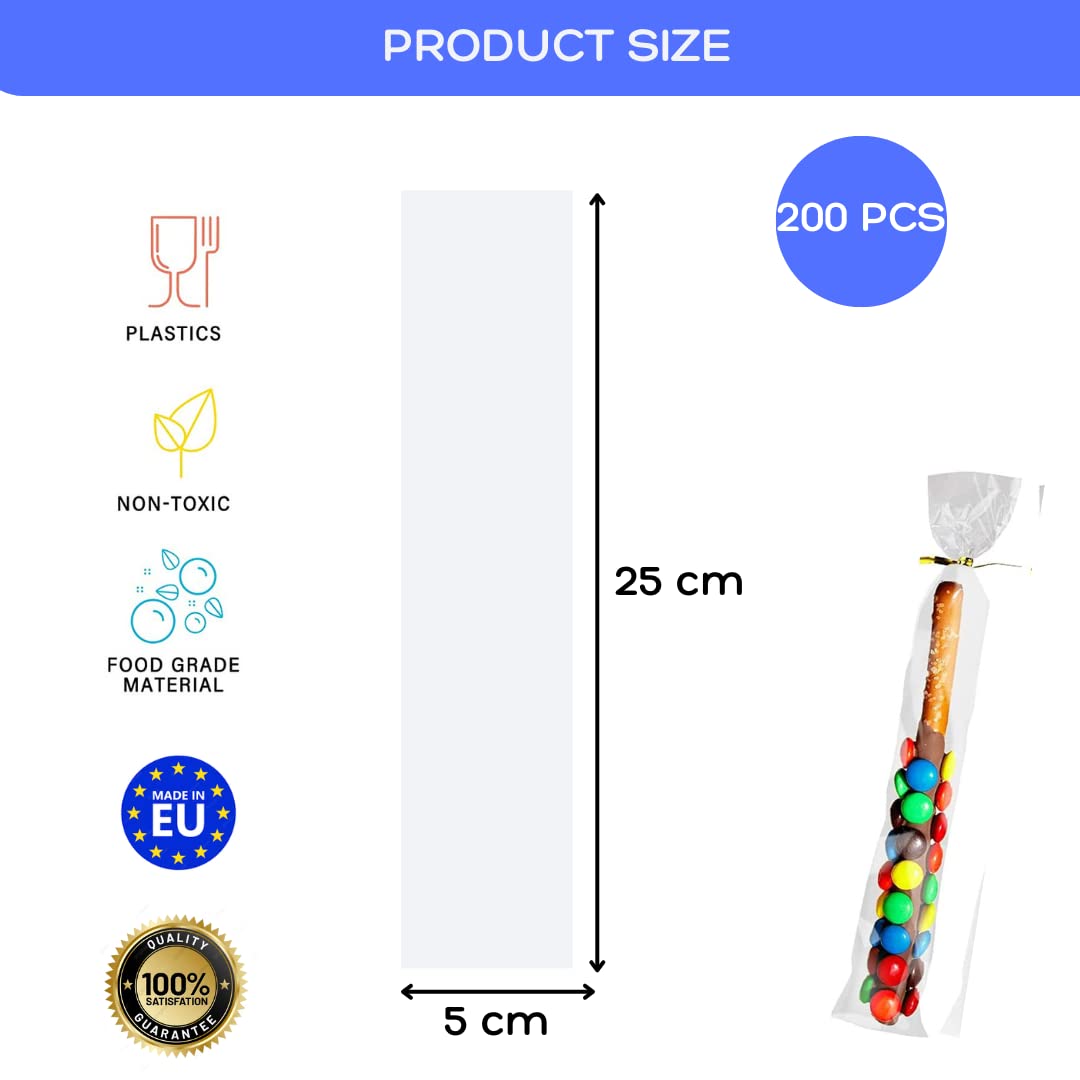 PRODUCT SIZE
200 PCS
PLASTICS
NON-TOXIC
FOOD GRADE
MATERIAL
MADE IN
EU
QUALITY
100%
SATISFATION
GUARANTEE
25 cm
5 cm